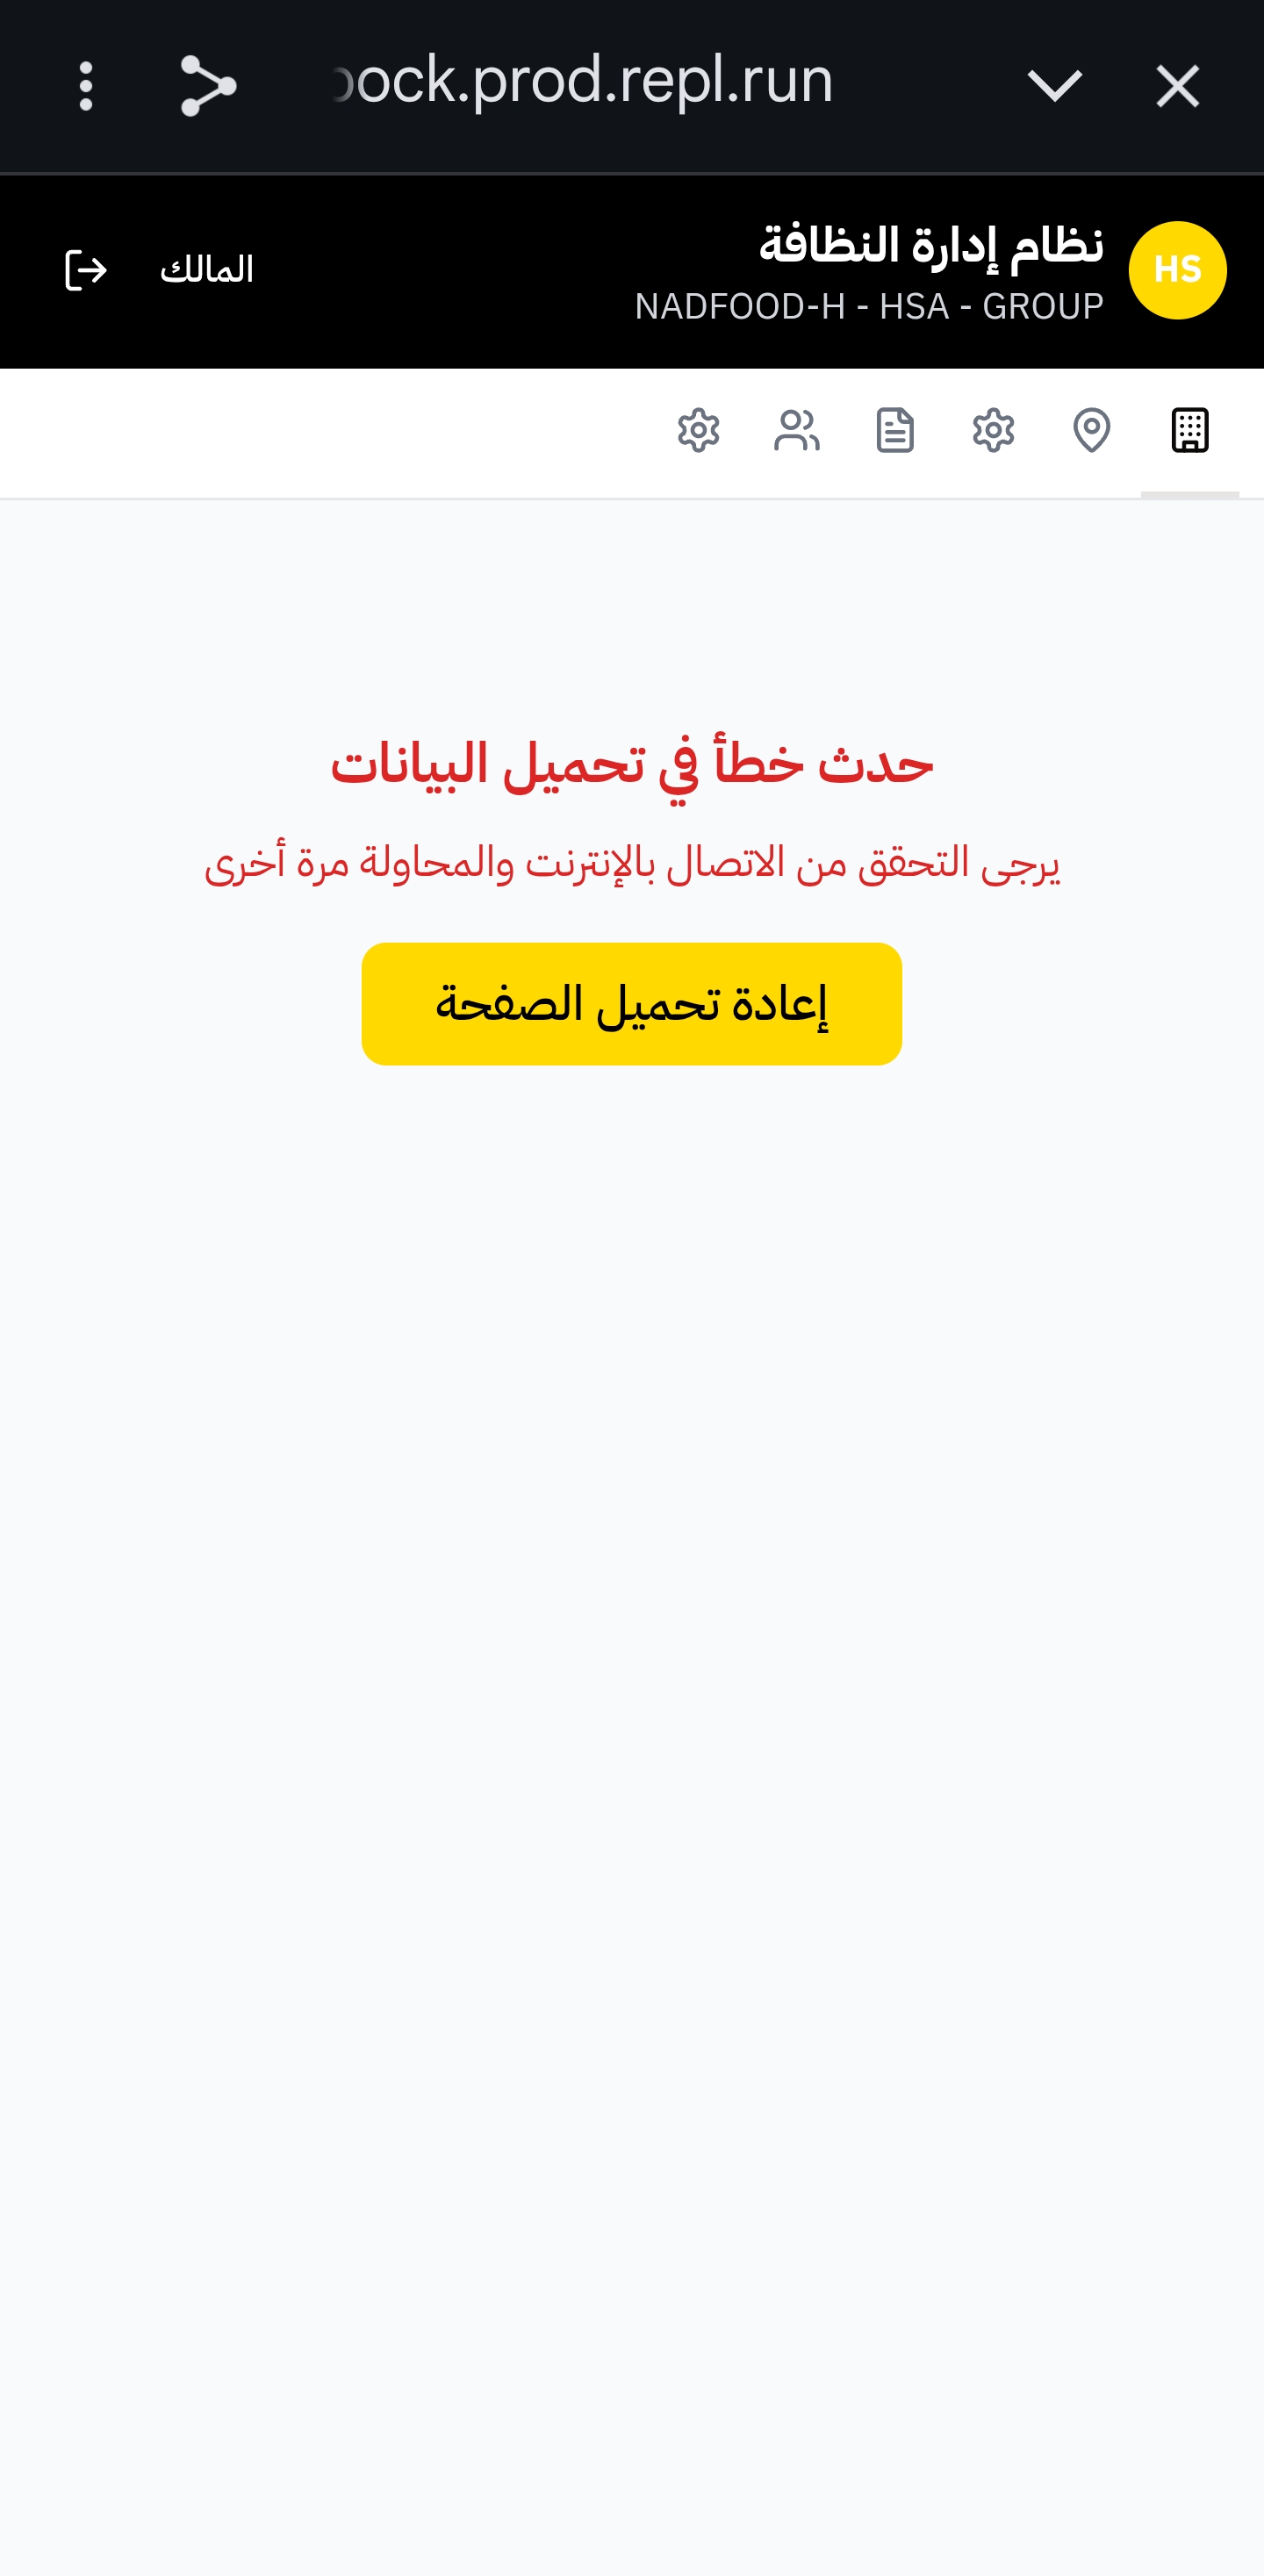 ock.prod.repl.run
HS
نظام إدارة النظافة
NADFOOD-H - HSA - GROUP
المالك
حدث خطأ في تحميل البيانات
يرجى التحقق من الاتصال بالإنترنت والمحاولة مرة أخرى
إعادة تحميل الصفحة